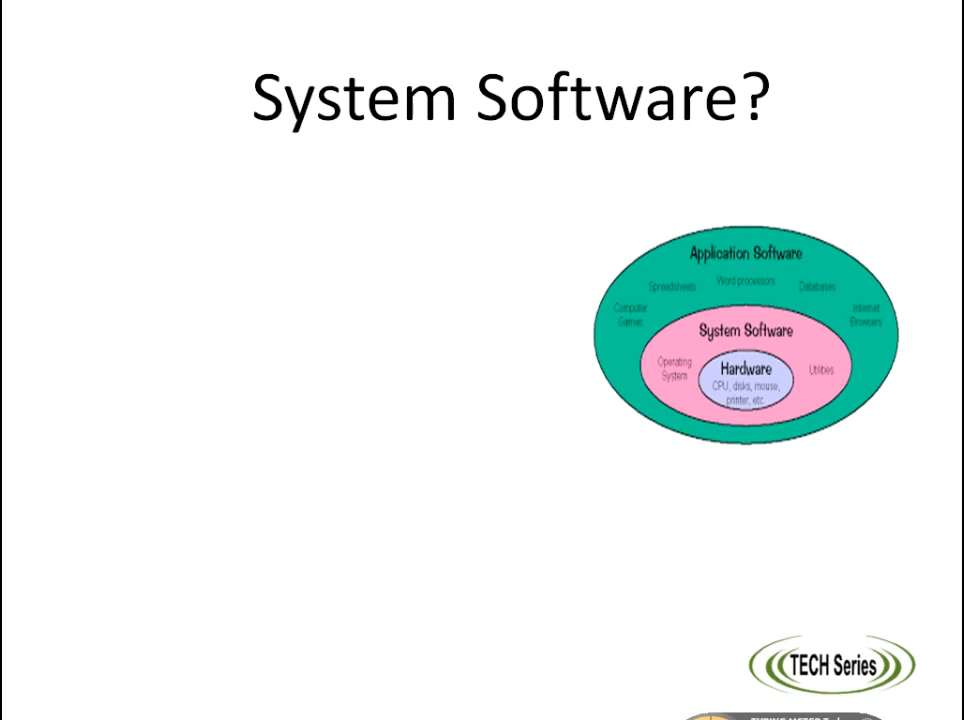 System Software?
Application Software
Spreadsheets Word processors Databases
Computer Games
Internet Browsers
System Software
Operating System
Utilities
Hardware
CPU, disks, mouse,
printer, etc
TECH Series